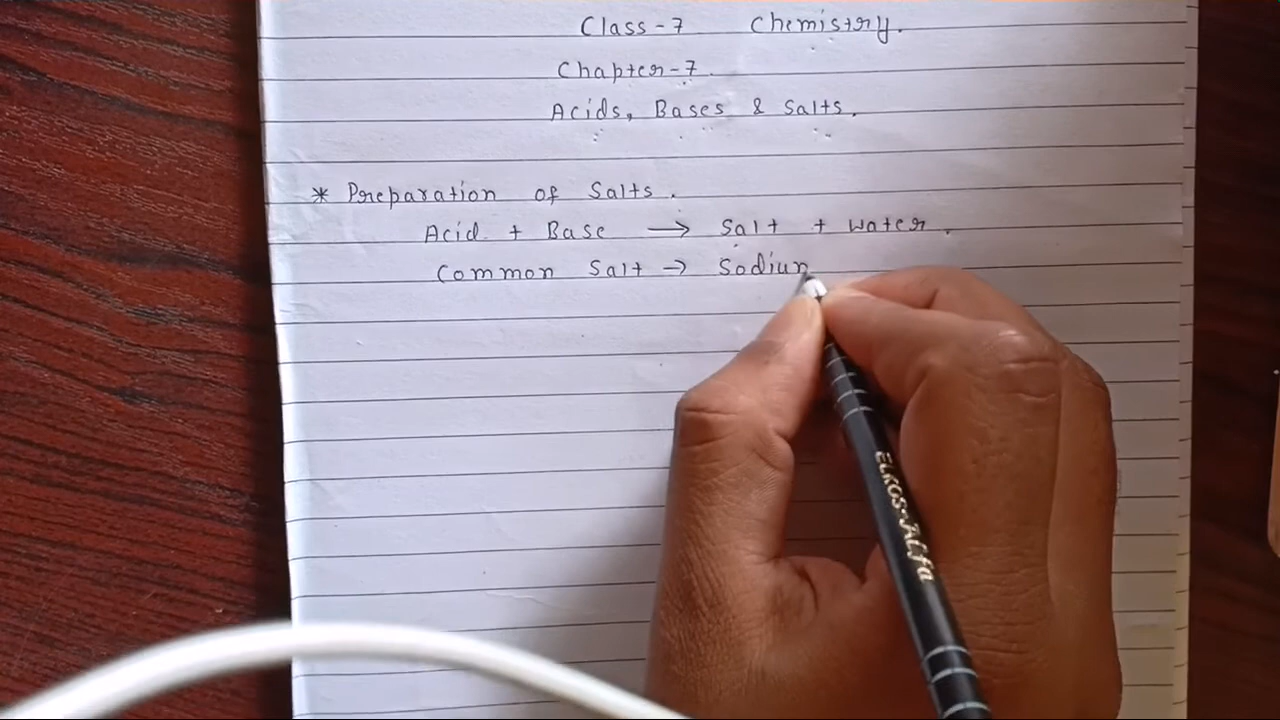 Class-7 Chemistry.
Chapter-7.
Acids, Bases & Salts.
* Preparation of Salts.
Acid + Base → Salt + Water.
Common Salt → Sodium
ELKOS-Alfa